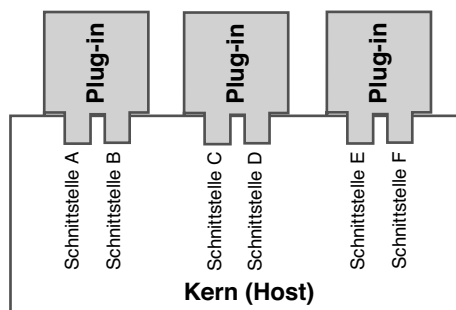 Plug-in
Plug-in
Plug-in
Schnittstelle A
Schnittstelle B
Schnittstelle C
Schnittstelle D
Schnittstelle E
Schnittstelle F
Kern (Host)